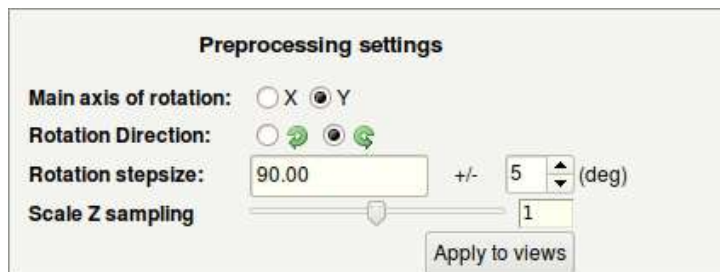 Preprocessing settings
Main axis of rotation: X Y
Rotation Direction:
Rotation stepsize: 90.00 +/- 5 (deg)
Scale Z sampling 1
Apply to views